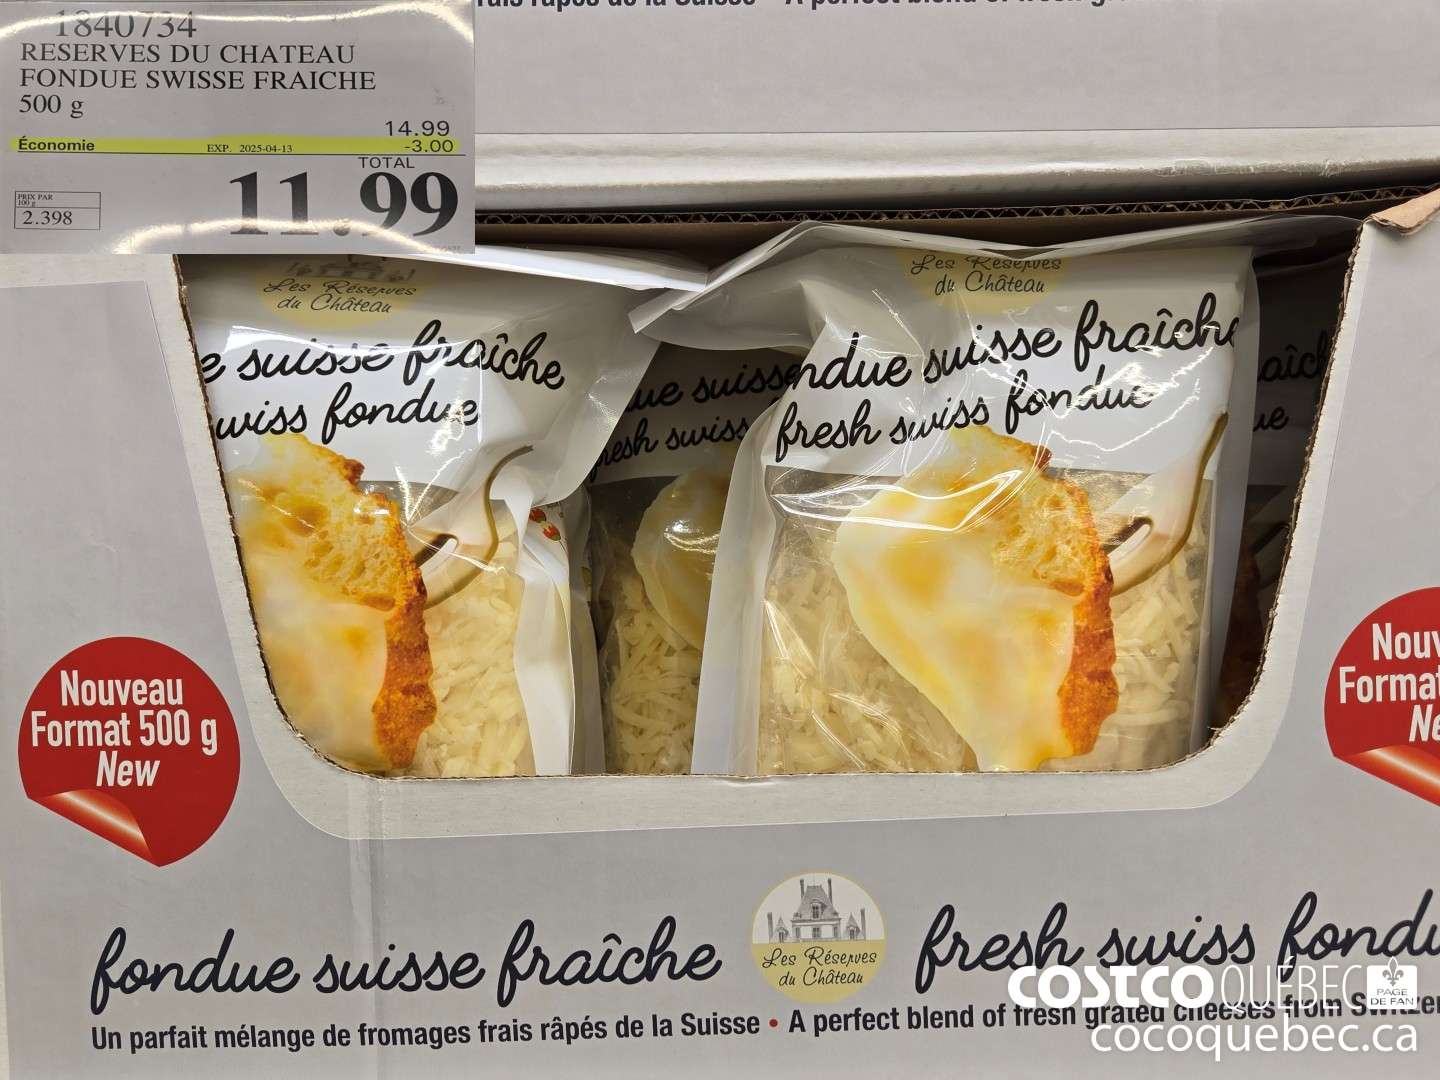 1840734
RESERVES DU CHATEAU
FONDUE SWISSE FRAICHE
500 g
14.99
Économie EXP. 2025-04-13 -3.00
TOTAL
PRIX PAR
100 g
2.398
11.99
Les Réserves
du Château
suisse fraîche
fondue
Les Réserves
du Château
suisse
swiss
suisse
fresh swiss fondue
Nouveau
Format 500 g
New
fondue suisse fraîche
Les Réserves
du Château
fresh swiss
Un parfait mélange de fromages frais râpés de la Suisse • A perfect blend of fresh grated cheeses from
COSTCO QUÉBEC
PAGE
DE FAN
cocoquebec.ca